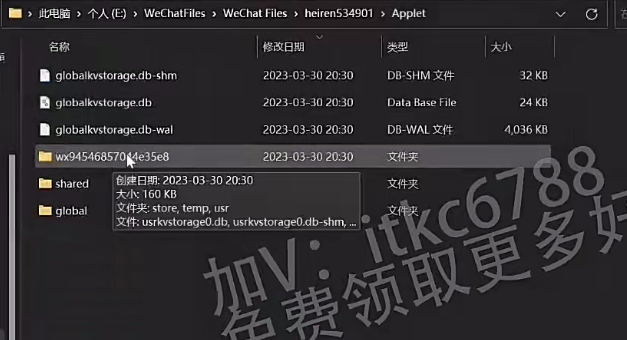 此电脑 › 个人 (E:) › WeChatFiles › WeChat Files › heiren534901 › Applet
名称 修改日期 类型 大小
globalkvstorage.db-shm 2023-03-30 20:30 DB-SHM 文件 32 KB
globalkvstorage.db 2023-03-30 20:30 Data Base File 24 KB
globalkvstorage.db-wal 2023-03-30 20:30 DB-WAL 文件 4,036 KB
2023-03-30 20:30 文件夹
shared 文件夹
global 文件夹
创建日期: 2023-03-30 20:30
大小: 160 KB
文件夹: store, temp, usr
文件: usrkvstorage0.db, usrkvstorage0.db-shm, ...
加V：itkc6788
免费领取更多好